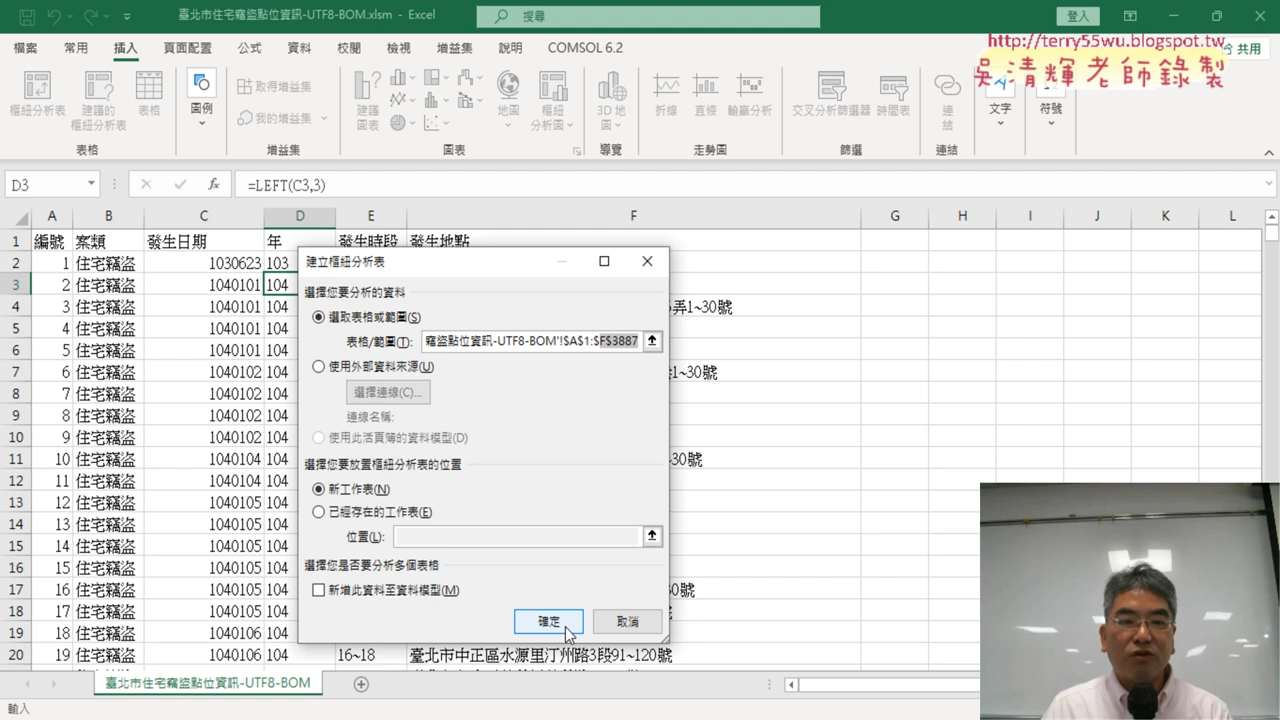 臺北市住宅竊盜點位資訊-UTF8-BOM.xlsm - Excel
搜尋
登入
檔案 常用 插入 頁面配置 公式 資料 校閱 檢視 增益集 說明 COMSOL 6.2
共用
http://terry55wu.blogspot.tw
吳清輝老師錄製
樞紐分析表 建議的樞紐分析表 表格 圖例 取得增益集 我的增益集 建議圖表 地圖 樞紐分析圖 3D 地圖 折線 直條 輸贏分析 交叉分析篩選器 時間表 連結 文字 符號
表格 增益集 圖表 導覽 走勢圖 篩選 連結
D3 fx =LEFT(C3,3)
A B C D E F G H I J K L
1 編號 案類 發生日期 年 發生時段 發生地點
2 1 住宅竊盜 1030623 103
3 2 住宅竊盜 1040101 104
4 3 住宅竊盜 1040101 104 弄1~30號
5 4 住宅竊盜 1040101 104
6 5 住宅竊盜 1040101 104
7 6 住宅竊盜 1040102 104 1~30號
8 7 住宅竊盜 1040102 104
9 8 住宅竊盜 1040102 104
10 9 住宅竊盜 1040102 104
11 10 住宅竊盜 1040104 104 ~30號
12 11 住宅竊盜 1040104 104
13 12 住宅竊盜 1040105 104
14 13 住宅竊盜 1040105 104
15 14 住宅竊盜 1040105 104
16 15 住宅竊盜 1040105 104
17 16 住宅竊盜 1040105 104 30號
18 17 住宅竊盜 1040105 104
19 18 住宅竊盜 1040106 104
20 19 住宅竊盜 1040106 104 16~18 臺北市中正區水源里汀州路3段91~120號
建立樞紐分析表
選擇您要分析的資料
選取表格或範圍(S)
表格/範圍(T): 竊盜點位資訊-UTF8-BOM'!$A$1:$F$3887
使用外部資料來源(U)
選擇連線(C)...
連線名稱:
使用此活頁簿的資料模型(D)
選擇您要放置樞紐分析表的位置
新工作表(N)
已經存在的工作表(E)
位置(L):
選擇您是否要分析多個表格
新增此資料至資料模型(M)
確定 取消
臺北市住宅竊盜點位資訊-UTF8-BOM
輸入